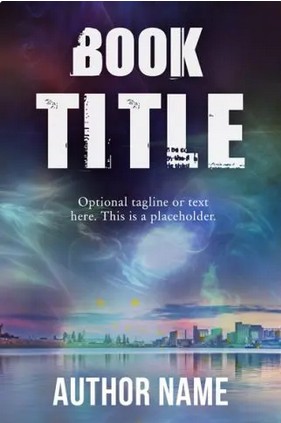 BOOK
TITLE
Optional tagline or text
here. This is a placeholder.
AUTHOR NAME